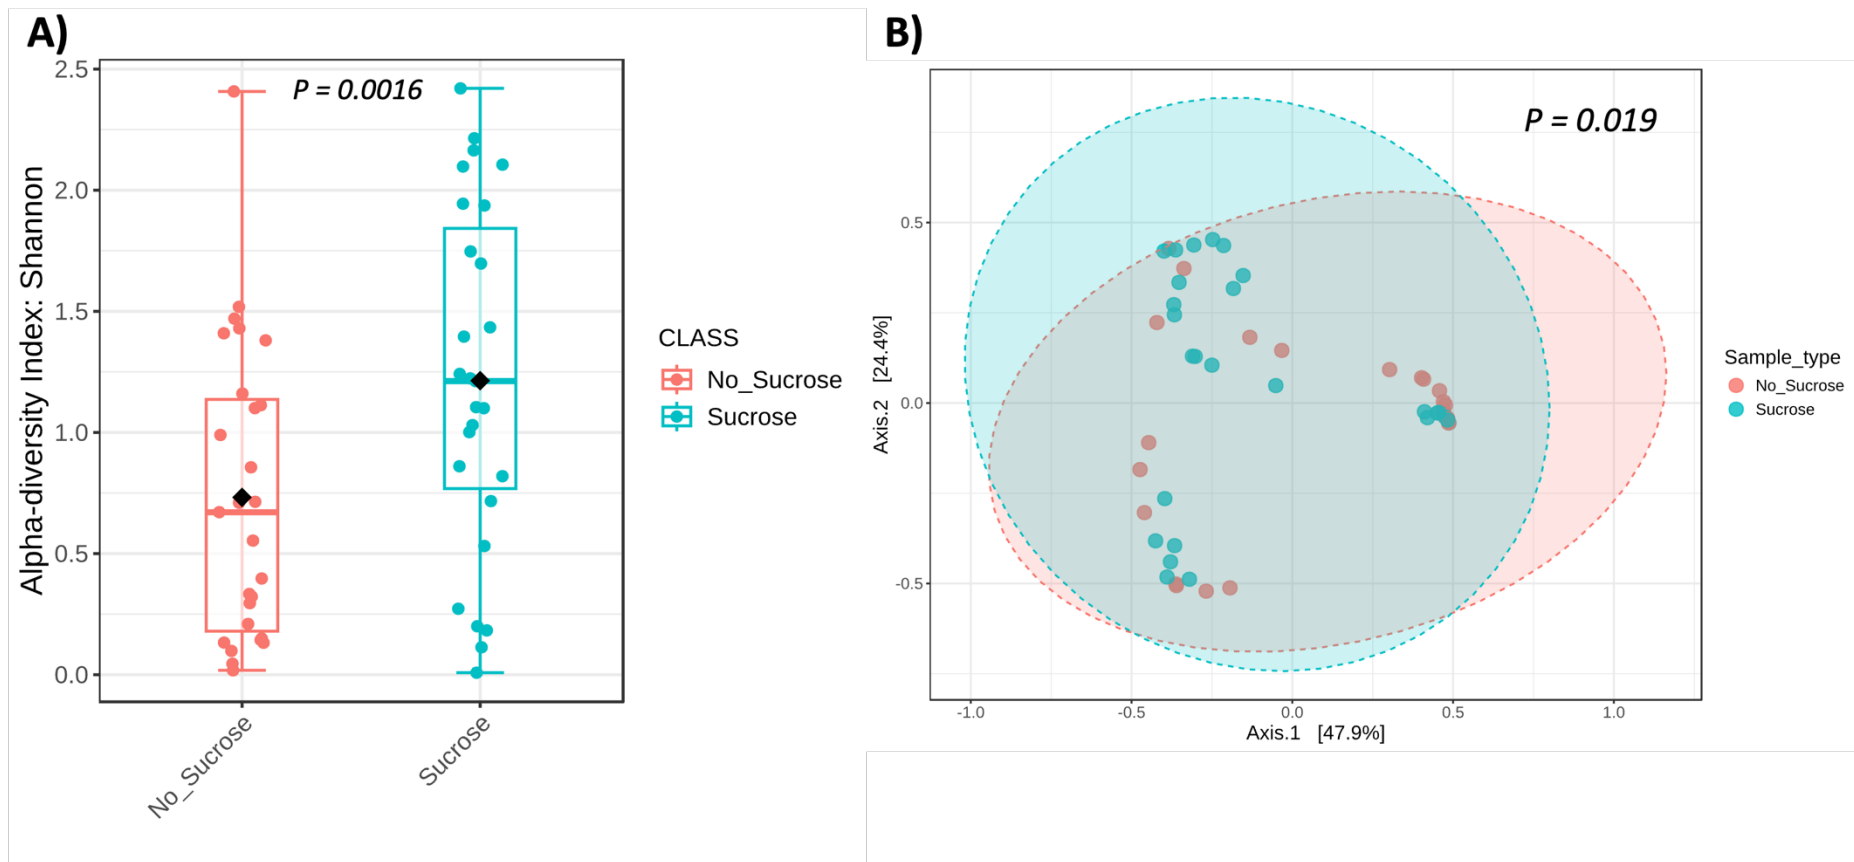 A)
P = 0.0016
Alpha-diversity Index: Shannon
2.5
2.0
1.5
1.0
0.5
0.0
No_Sucrose
Sucrose
CLASS
No_Sucrose
Sucrose
B)
P = 0.019
Axis.2 [24.4%]
0.5
0.0
-0.5
-1.0
-0.5
0.0
0.5
1.0
Axis.1 [47.9%]
Sample_type
No_Sucrose
Sucrose